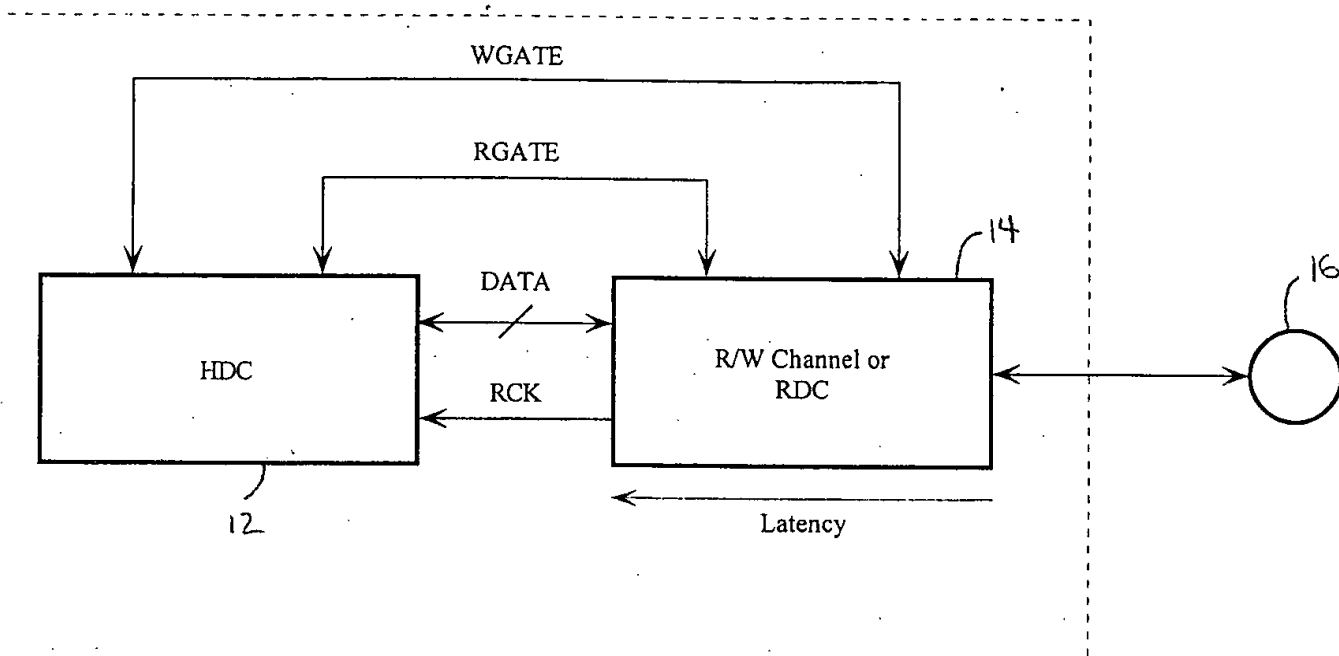 WGATE
RGATE
14
16
DATA
HDC
R/W Channel or
RDC
RCK
12
Latency